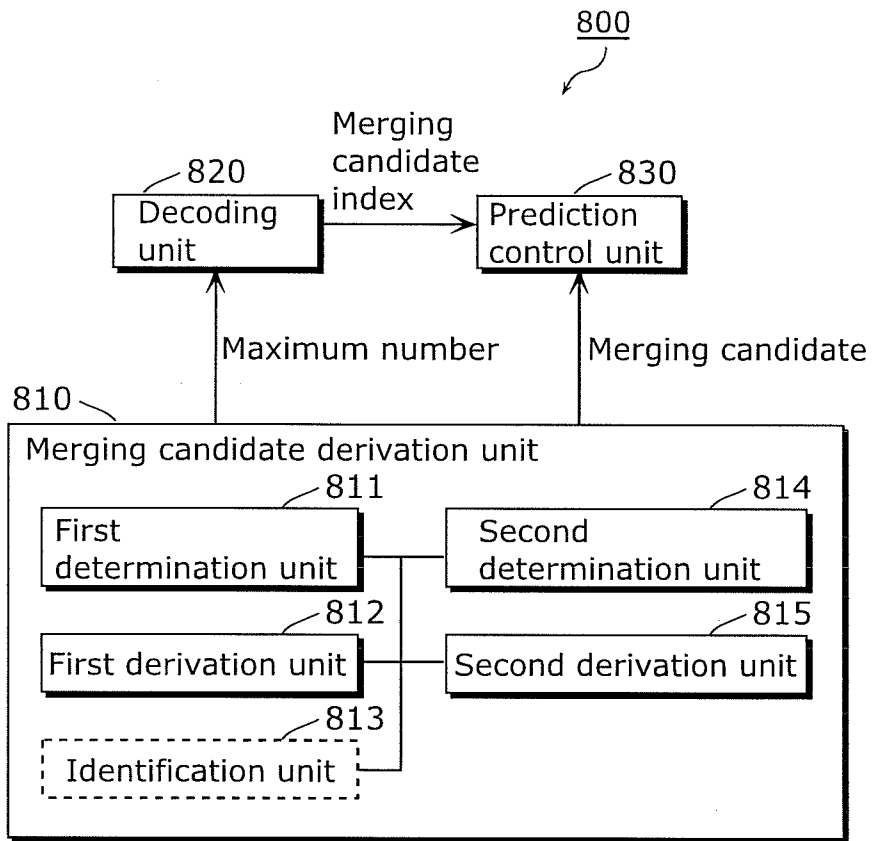 800
Merging
candidate
index
820
Decoding
unit
830
Prediction
control unit
Maximum number
Merging candidate
810
Merging candidate derivation unit
811
First
determination unit
814
Second
determination unit
812
First derivation unit
815
Second derivation unit
813
Identification unit